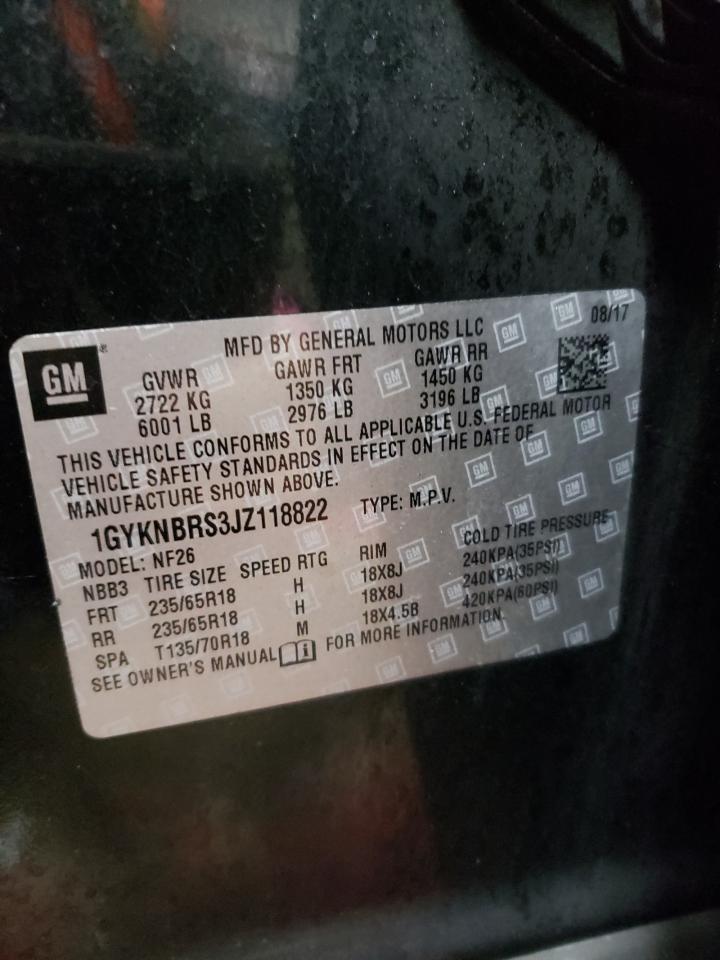 08/17
GM
MFD BY GENERAL MOTORS LLC
GVWR GAWR FRT GAWR RR
2722 KG 1350 KG 1450 KG
6001 LB 2976 LB 3196 LB
THIS VEHICLE CONFORMS TO ALL APPLICABLE U.S. FEDERAL MOTOR
VEHICLE SAFETY STANDARDS IN EFFECT ON THE DATE OF
MANUFACTURE SHOWN ABOVE.
1GYKNBRS3JZ118822 TYPE: M.P.V.
MODEL: NF26
NBB3 TIRE SIZE SPEED RTG RIM COLD TIRE PRESSURE
FRT 235/65R18 H 18X8J 240KPA(35PSI)
RR 235/65R18 H 18X8J 240KPA(35PSI)
SPA T135/70R18 M 18X4.5B 420KPA(60PSI)
SEE OWNER'S MANUAL FOR MORE INFORMATION.